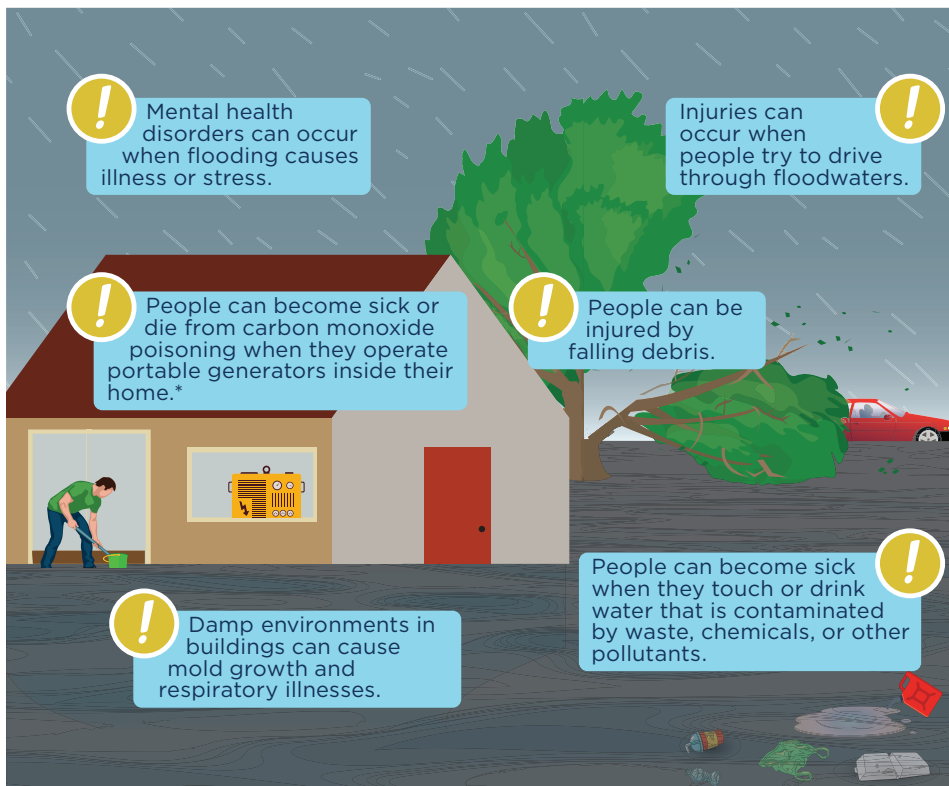 Mental health
disorders can occur
when flooding causes
illness or stress.
Injuries can
occur when
people try to drive
through floodwaters.
People can become sick or
die from carbon monoxide
poisoning when they operate
portable generators inside their
home.*
People can be
injured by
falling debris.
People can become sick
when they touch or drink
water that is contaminated
by waste, chemicals, or other
pollutants.
Damp environments in
buildings can cause
mold growth and
respiratory illnesses.